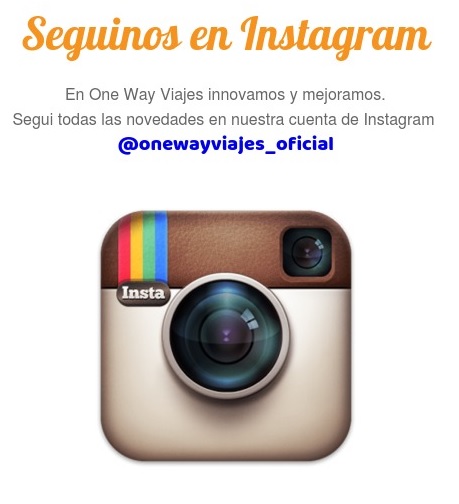 Seguinos en Instagram
En One Way Viajes innovamos y mejoramos.
Segui todas las novedades en nuestra cuenta de Instagram
@onewayviajes_oficial
Insta